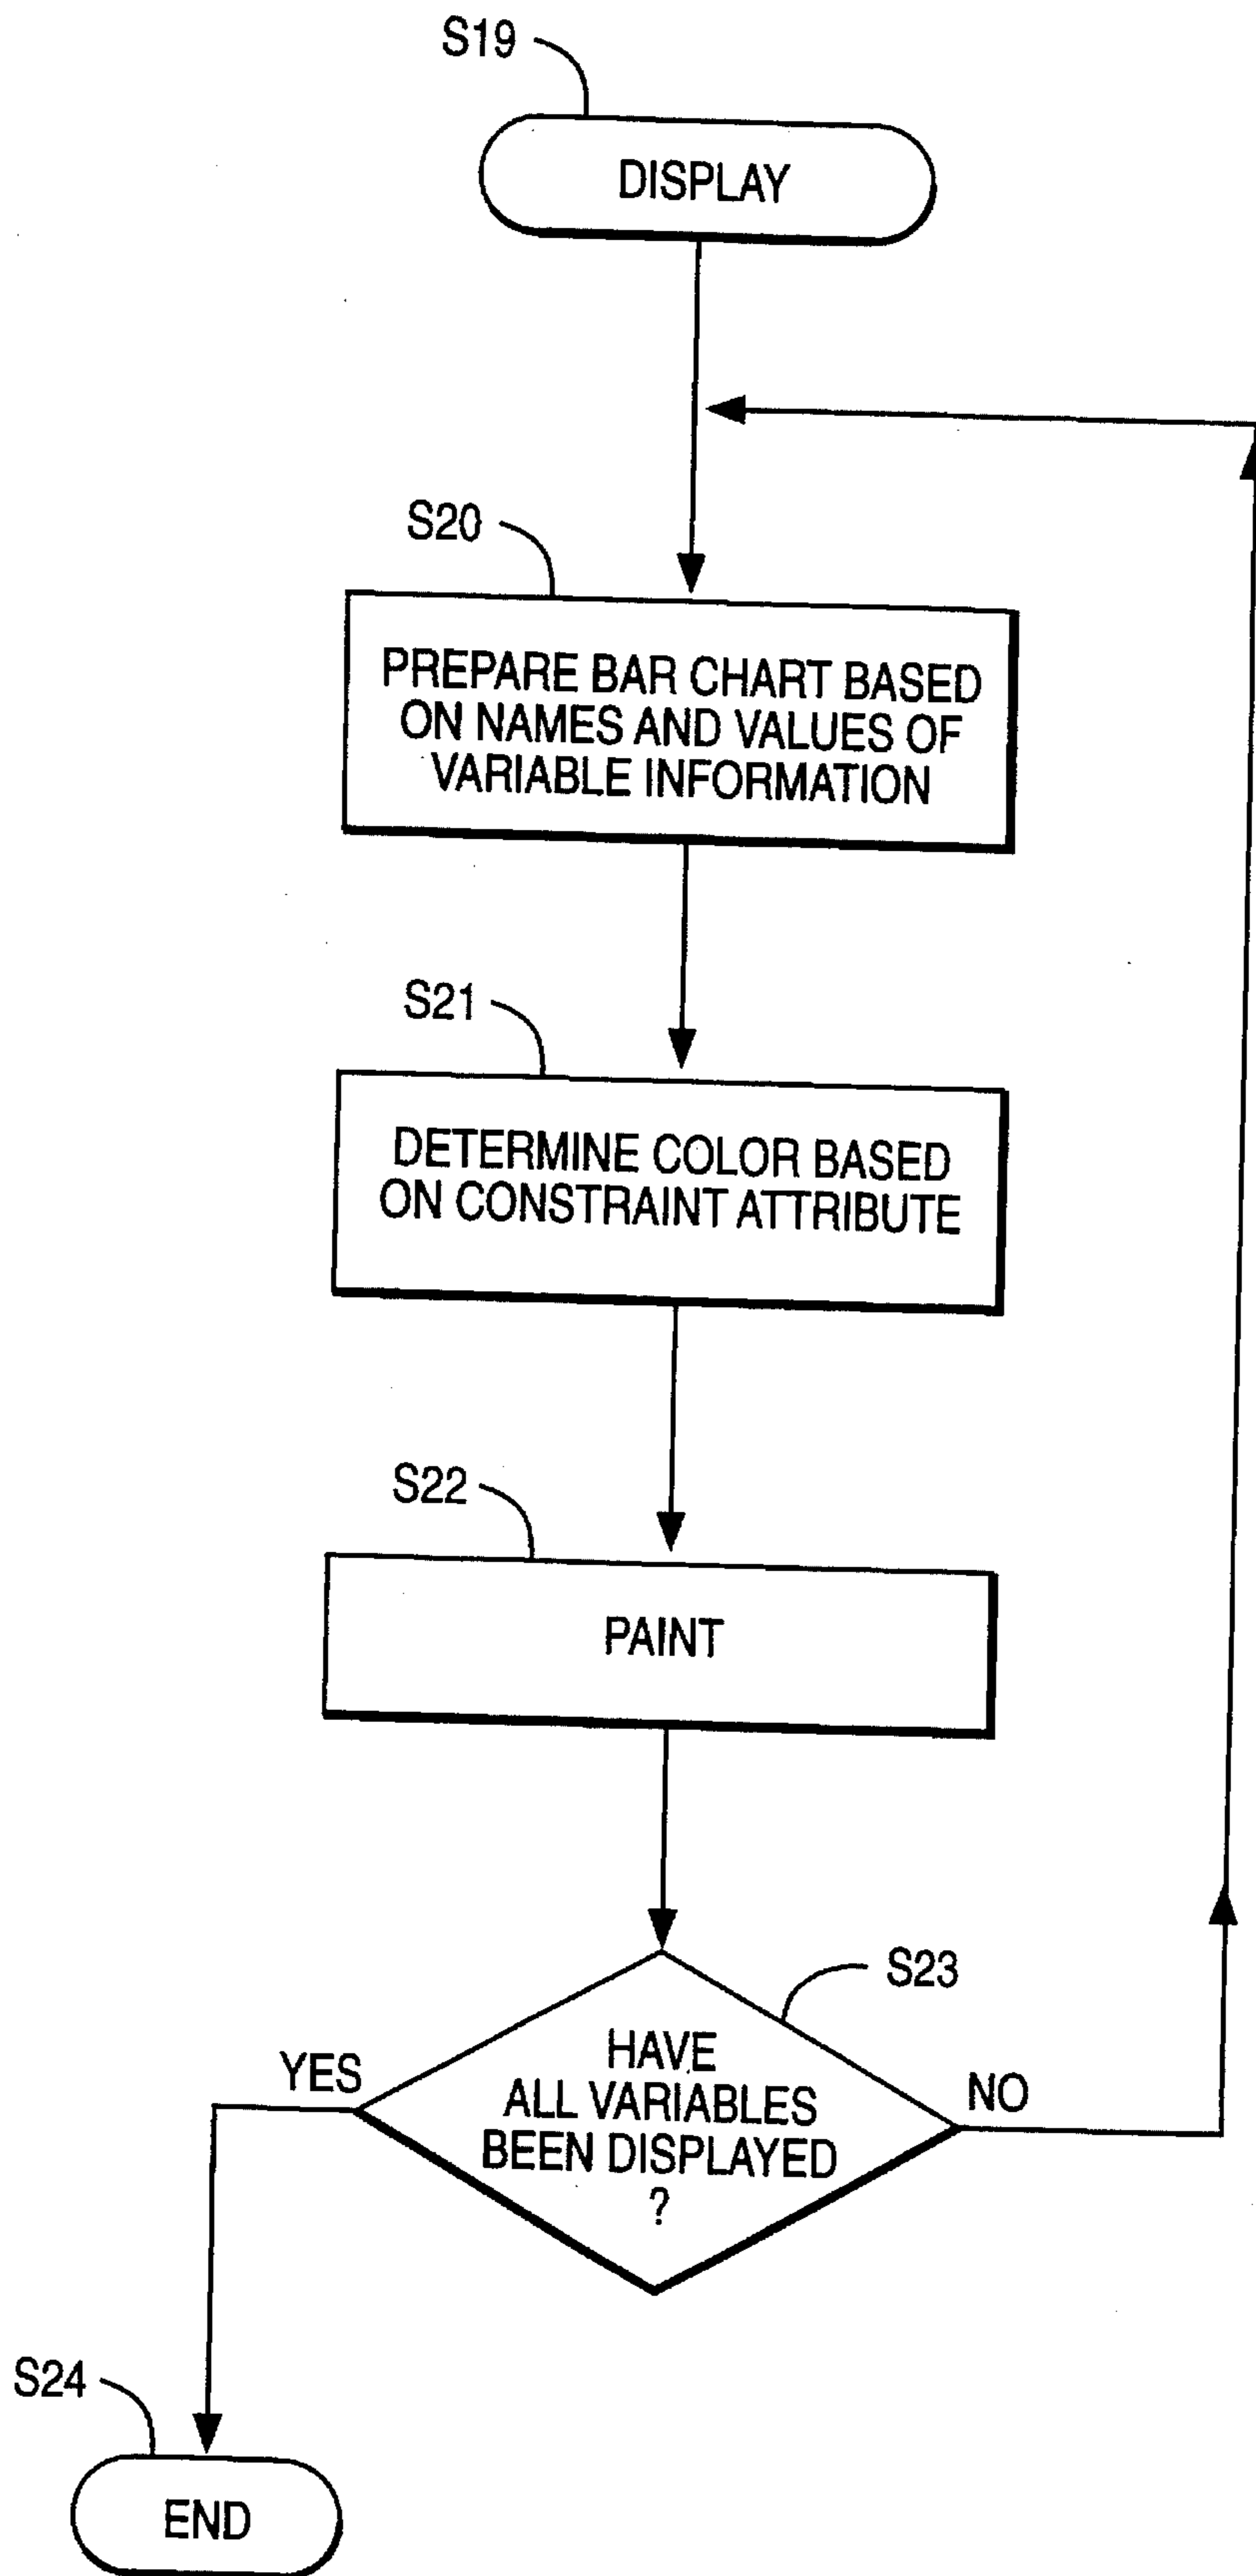 S19
DISPLAY
S20
PREPARE BAR CHART BASED
ON NAMES AND VALUES OF
VARIABLE INFORMATION
S21
DETERMINE COLOR BASED
ON CONSTRAINT ATTRIBUTE
S22
PAINT
S23
HAVE
ALL VARIABLES
BEEN DISPLAYED
?
YES
NO
S24
END